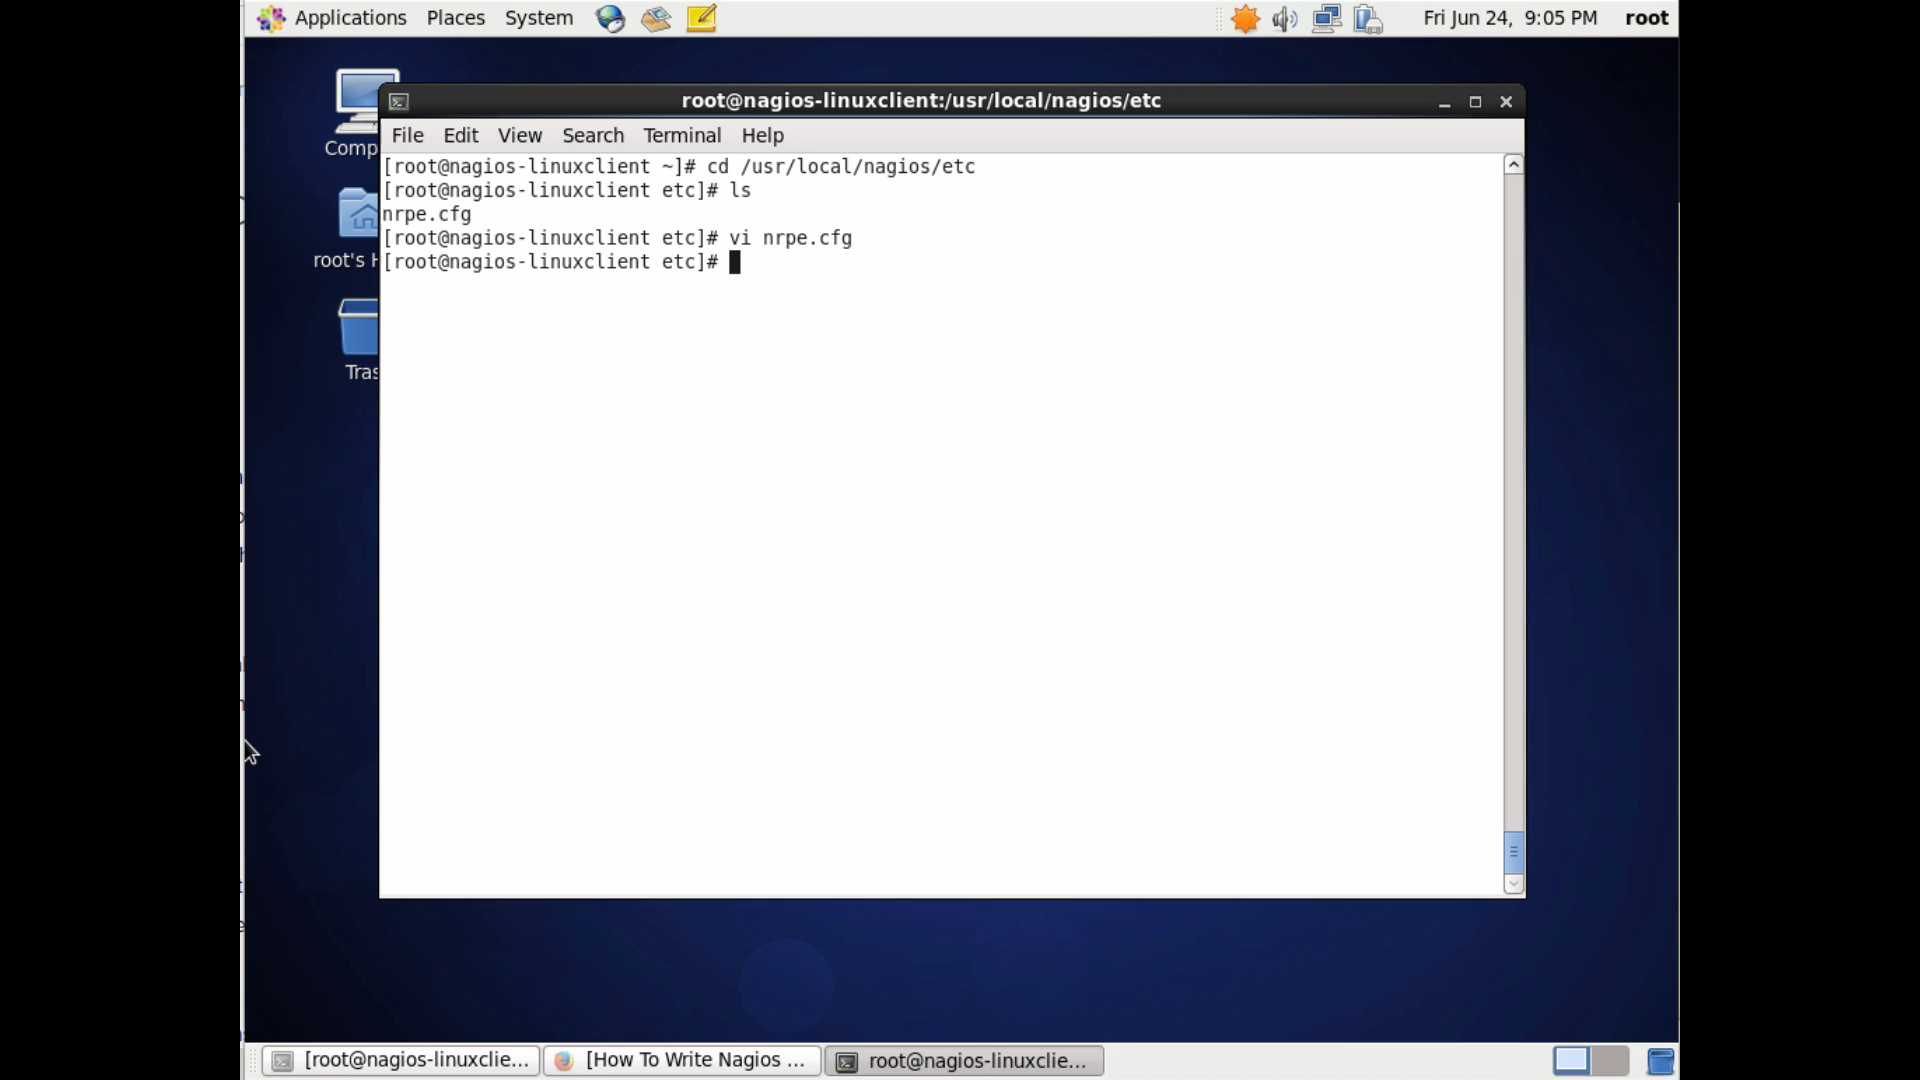 Applications Places System Fri Jun 24, 9:05 PM root
root@nagios-linuxclient:/usr/local/nagios/etc
File Edit View Search Terminal Help
[root@nagios-linuxclient ~]# cd /usr/local/nagios/etc
[root@nagios-linuxclient etc]# ls
nrpe.cfg
[root@nagios-linuxclient etc]# vi nrpe.cfg
[root@nagios-linuxclient etc]#
Comp
root's H
Tras
[root@nagios-linuxclie... [How To Write Nagios ... root@nagios-linuxclie...